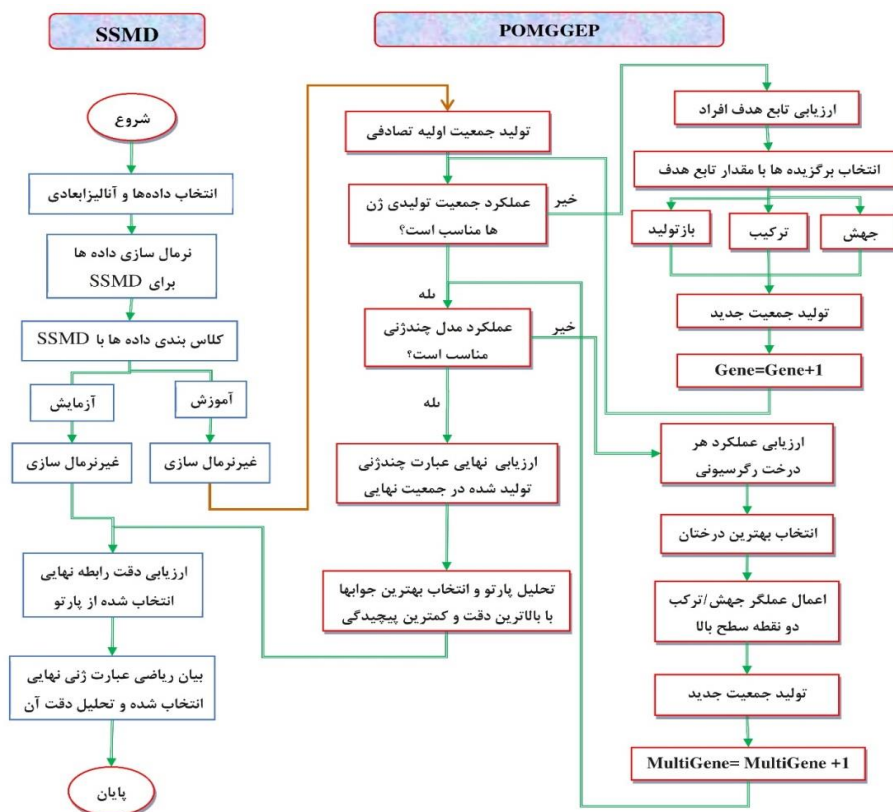 SSMD
POMGGEP
شروع
انتخاب داده‌ها و آنالیزابعادی
نرمال سازی داده ها
برای SSMD
کلاس بندی داده ها با SSMD
آزمایش
آموزش
غیرنرمال سازی
غیرنرمال سازی
ارزیابی دقت رابطه نهایی
انتخاب شده از پارتو
بیان ریاضی عبارت ژنی نهایی
انتخاب شده و تحلیل دقت آن
پایان
تولید جمعیت اولیه تصادفی
عملکرد جمعیت تولیدی ژن
ها مناسب است؟
خیر
بله
عملکرد مدل چندژنی
مناسب است؟
خیر
بله
ارزیابی نهایی عبارت چندژنی
تولید شده در جمعیت نهایی
تحلیل پارتو و انتخاب بهترین جوابها
با بالاترین دقت و کمترین پیچیدگی
ارزیابی تابع هدف افراد
انتخاب برگزیده ها با مقدار تابع هدف
بازتولید
ترکیب
جهش
تولید جمعیت جدید
Gene=Gene+1
ارزیابی عملکرد هر
درخت رگرسیونی
انتخاب بهترین درختان
اعمال عملگر جهش/ترکیب
دو نقطه سطح بالا
تولید جمعیت جدید
MultiGene= MultiGene +1